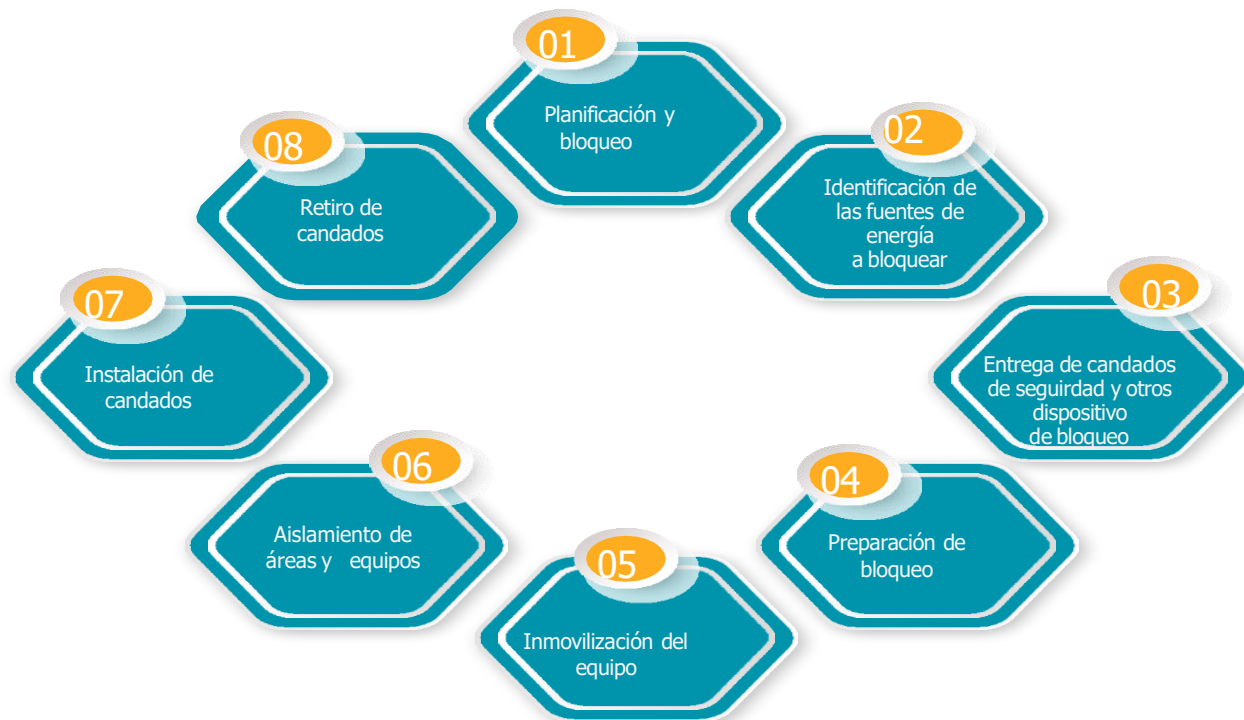 01
Planificación y
bloqueo
02
Identificación de
las fuentes de
energía
a bloquear
03
Entrega de candados
de seguirdad y otros
dispositivo
de bloqueo
04
Preparación de
bloqueo
05
Inmovilización del
equipo
06
Aislamiento de
áreas y equipos
07
Instalación de
candados
08
Retiro de
candados